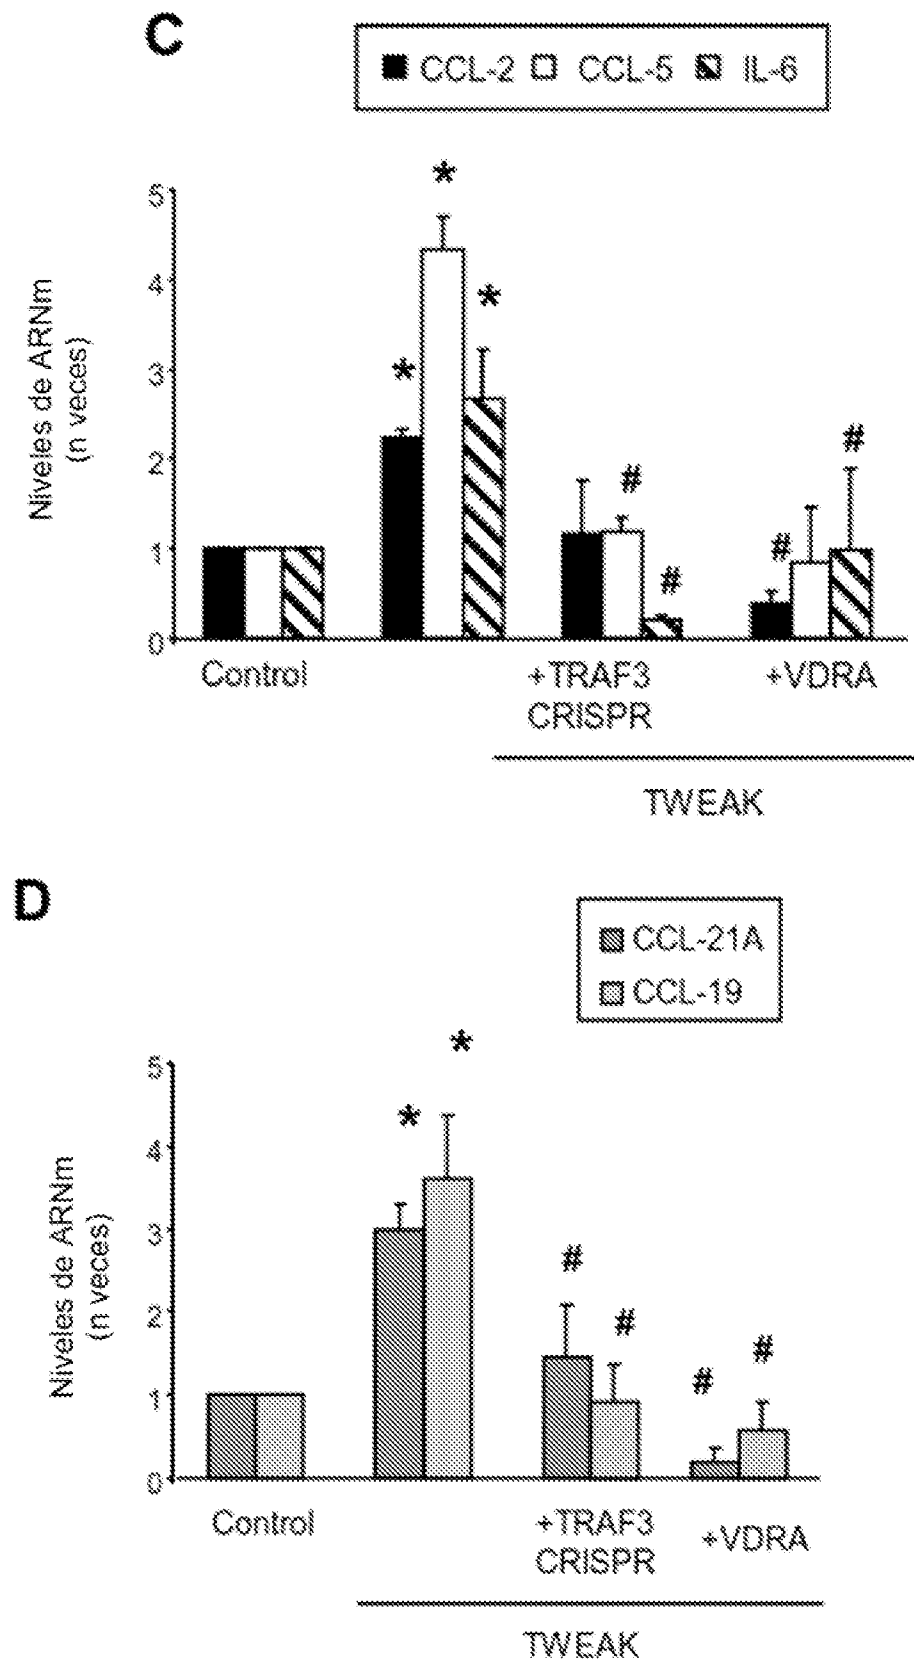 C
CCL-2 CCL-5 IL-6
5
4
3
2
1
0
Niveles de ARNm
(n veces)
*
*
*
#
#
#
#
Control
+TRAF3
CRISPR
+VDRA
TWEAK
D
CCL-21A
CCL-19
5
4
3
2
1
0
Niveles de ARNm
(n veces)
*
*
#
#
#
#
Control
+TRAF3
CRISPR
+VDRA
TWEAK